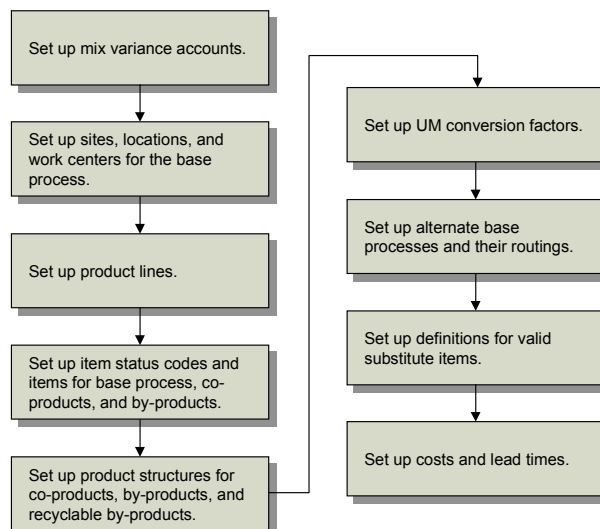 Set up mix variance accounts.
Set up sites, locations, and
work centers for the base
process.
Set up product lines.
Set up item status codes and
items for base process, co-
products, and by-products.
Set up product structures for
co-products, by-products, and
recyclable by-products.
Set up UM conversion factors.
Set up alternate base
processes and their routings.
Set up definitions for valid
substitute items.
Set up costs and lead times.